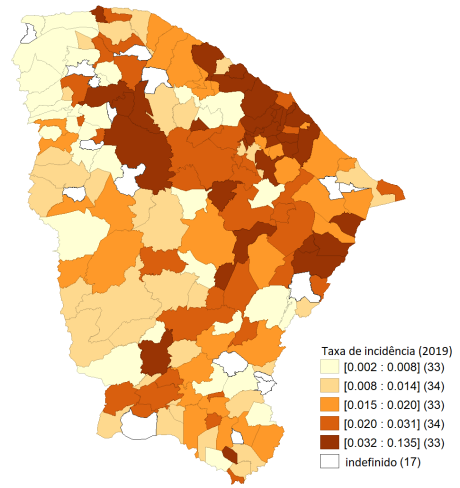 Taxa de incidência (2019)
[0.002 : 0.008] (33)
[0.008 : 0.014] (34)
[0.015 : 0.020] (33)
[0.020 : 0.031] (34)
[0.032 : 0.135] (33)
indefinido (17)